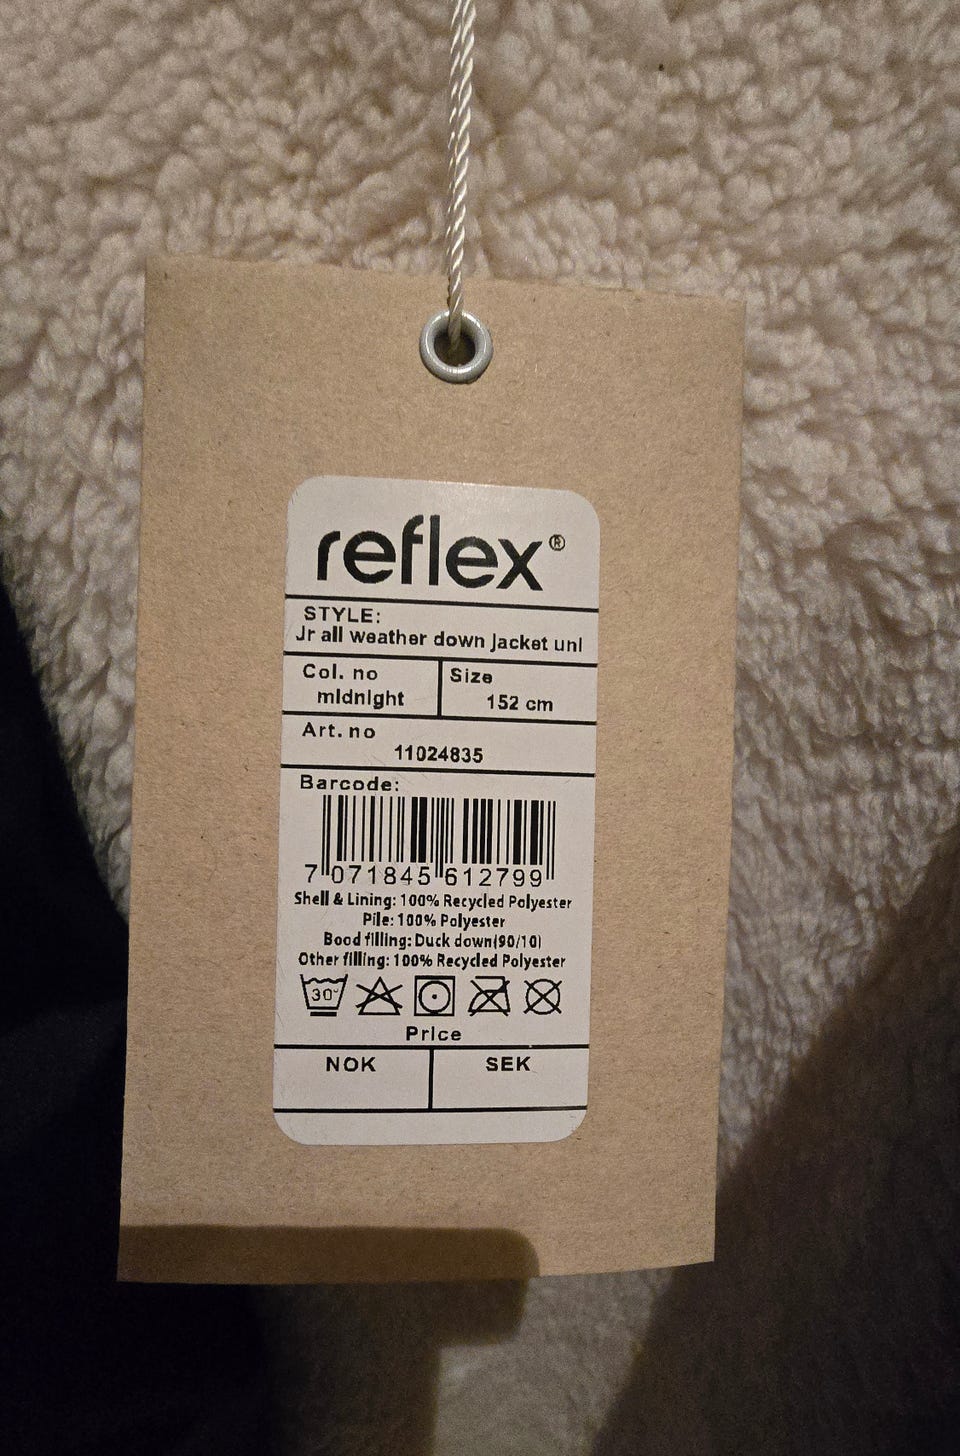 reflex®
STYLE:
Jr all weather down jacket uni
Col. no
midnight
Size
152 cm
Art. no
11024835
Barcode:
7 071845 612799
Shell & Lining: 100% Recycled Polyester
Pile: 100% Polyester
Bood filling: Duck down(90/10)
Other filling: 100% Recycled Polyester
30°
Price
NOK
SEK